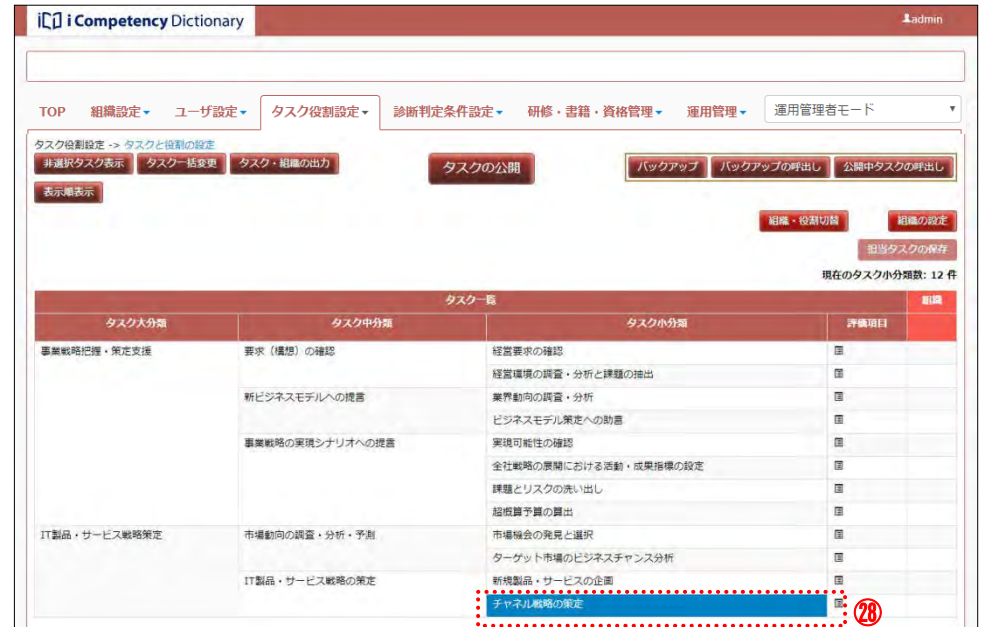 iCD i Competency Dictionary
admin
TOP 組織設定 ユーザ設定 タスク役割設定 診断判定条件設定 研修・書籍・資格管理 運用管理 運用管理者モード
タスク役割設定 -> タスクと役割の設定
非選択タスク表示 タスク一括変更 タスク・組織の出力 タスクの公開 バックアップ バックアップの呼出し 公開中タスクの呼出し
表示順表示
組織・役割切替 組織の設定
担当タスクの保存
現在のタスク小分類数: 12 件
タスク一覧 組織
タスク大分類 タスク中分類 タスク小分類 評価項目
事業戦略把握・策定支援 要求（構想）の確認 経営要求の確認
経営環境の調査・分析と課題の抽出
新ビジネスモデルへの提言 業界動向の調査・分析
ビジネスモデル策定への助言
事業戦略の実現シナリオへの提言 実現可能性の確認
全社戦略の展開における活動・成果指標の設定
課題とリスクの洗い出し
超概算予算の算出
IT製品・サービス戦略策定 市場動向の調査・分析・予測 市場機会の発見と選択
ターゲット市場のビジネスチャンス分析
IT製品・サービス戦略の策定 新規製品・サービスの企画
チャネル戦略の策定
㉘